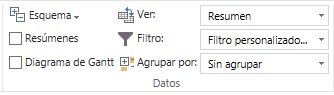 Esquema Ver: Resumen
Resúmenes Filtro: Filtro personalizado...
Diagrama de Gantt Agrupar por: Sin agrupar
Datos